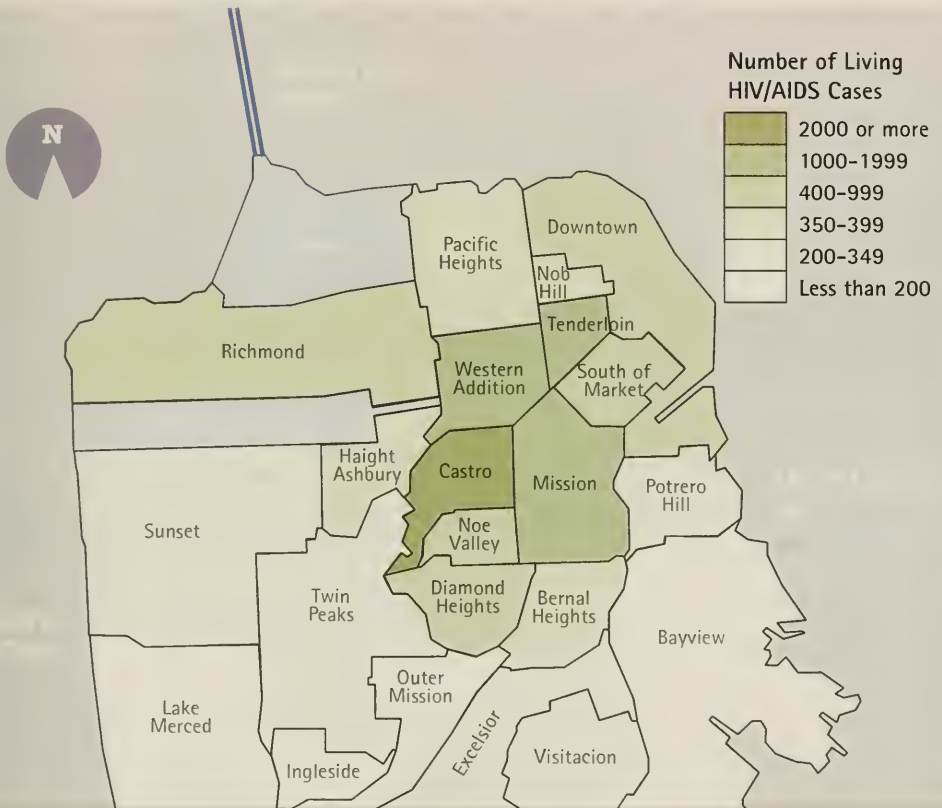 Number of Living
HIV/AIDS Cases
2000 or more
1000-1999
400-999
350-399
200-349
Less than 200
N
Downtown
Pacific
Heights
Nob
Hill
Tenderloin
Richmond
Western
Addition
South of
Market
Haight
Ashbury
Castro
Mission
Potrero
Hill
Sunset
Noe
Valley
Twin
Peaks
Diamond
Heights
Bernal
Heights
Bayview
Outer
Mission
Lake
Merced
Excelsior
Ingleside
Visitacion